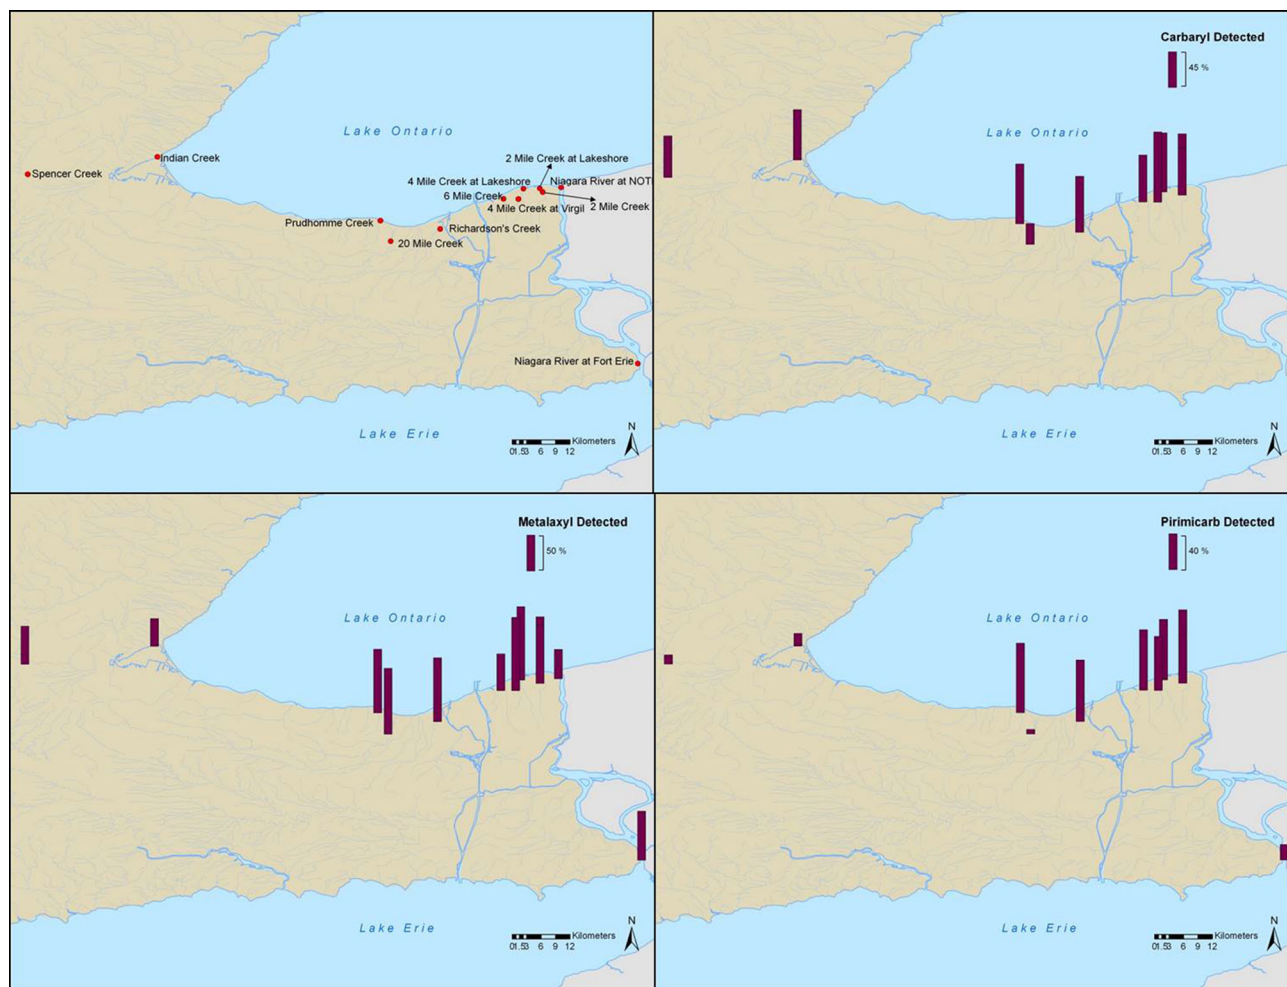 Lake Ontario
Indian Creek
Spencer Creek
2 Mile Creek at Lakeshore
4 Mile Creek at Lakeshore
Niagara River at NOTL
6 Mile Creek
4 Mile Creek at Virgil
2 Mile Creek
Prudhomme Creek
Richardson's Creek
20 Mile Creek
Niagara River at Fort Erie
Lake Erie
N
Kilometers
0 1.5 3 6 9 12
Carbaryl Detected
45 %
Lake Ontario
Lake Erie
N
Kilometers
0 1.5 3 6 9 12
Metalaxyl Detected
50 %
Lake Ontario
Lake Erie
N
Kilometers
0 1.5 3 6 9 12
Pirimicarb Detected
40 %
Lake Ontario
Lake Erie
N
Kilometers
0 1.5 3 6 9 12